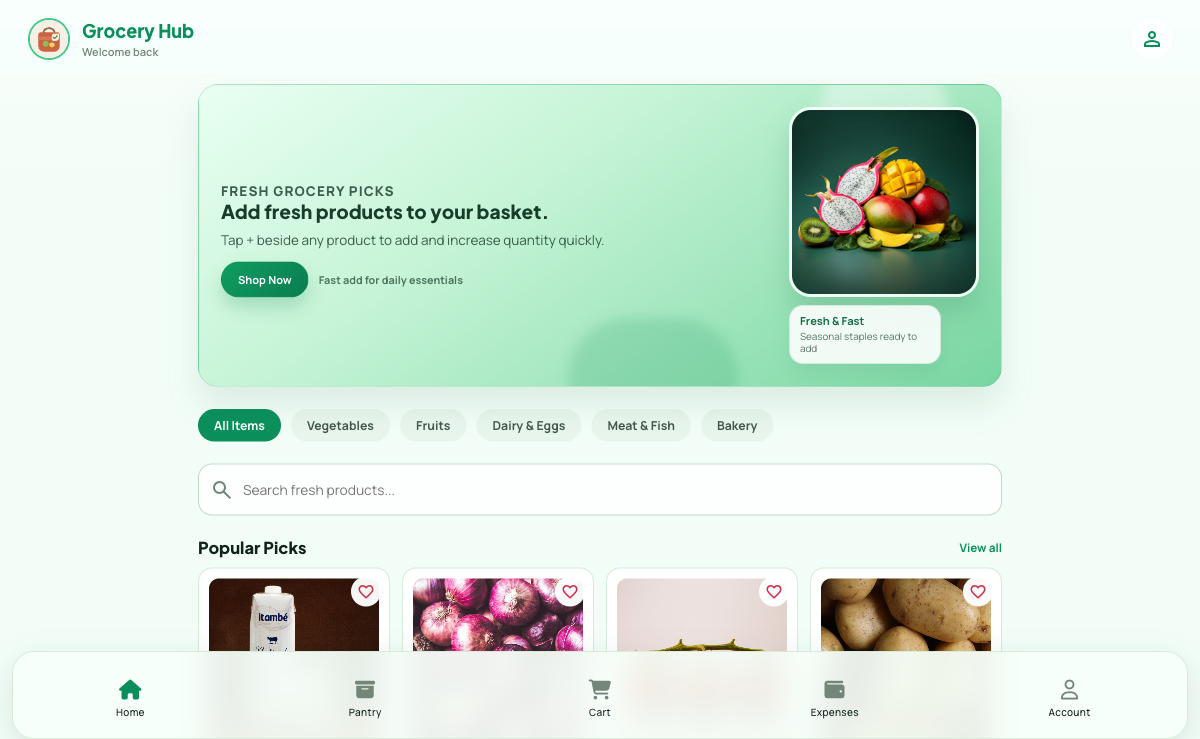 Grocery Hub
Welcome back
FRESH GROCERY PICKS
Add fresh products to your basket.
Tap + beside any product to add and increase quantity quickly.
Shop Now
Fast add for daily essentials
Fresh & Fast
Seasonal staples ready to
add
All Items
Vegetables
Fruits
Dairy & Eggs
Meat & Fish
Bakery
Search fresh products...
Popular Picks
View all
itambé
Home
Pantry
Cart
Expenses
Account